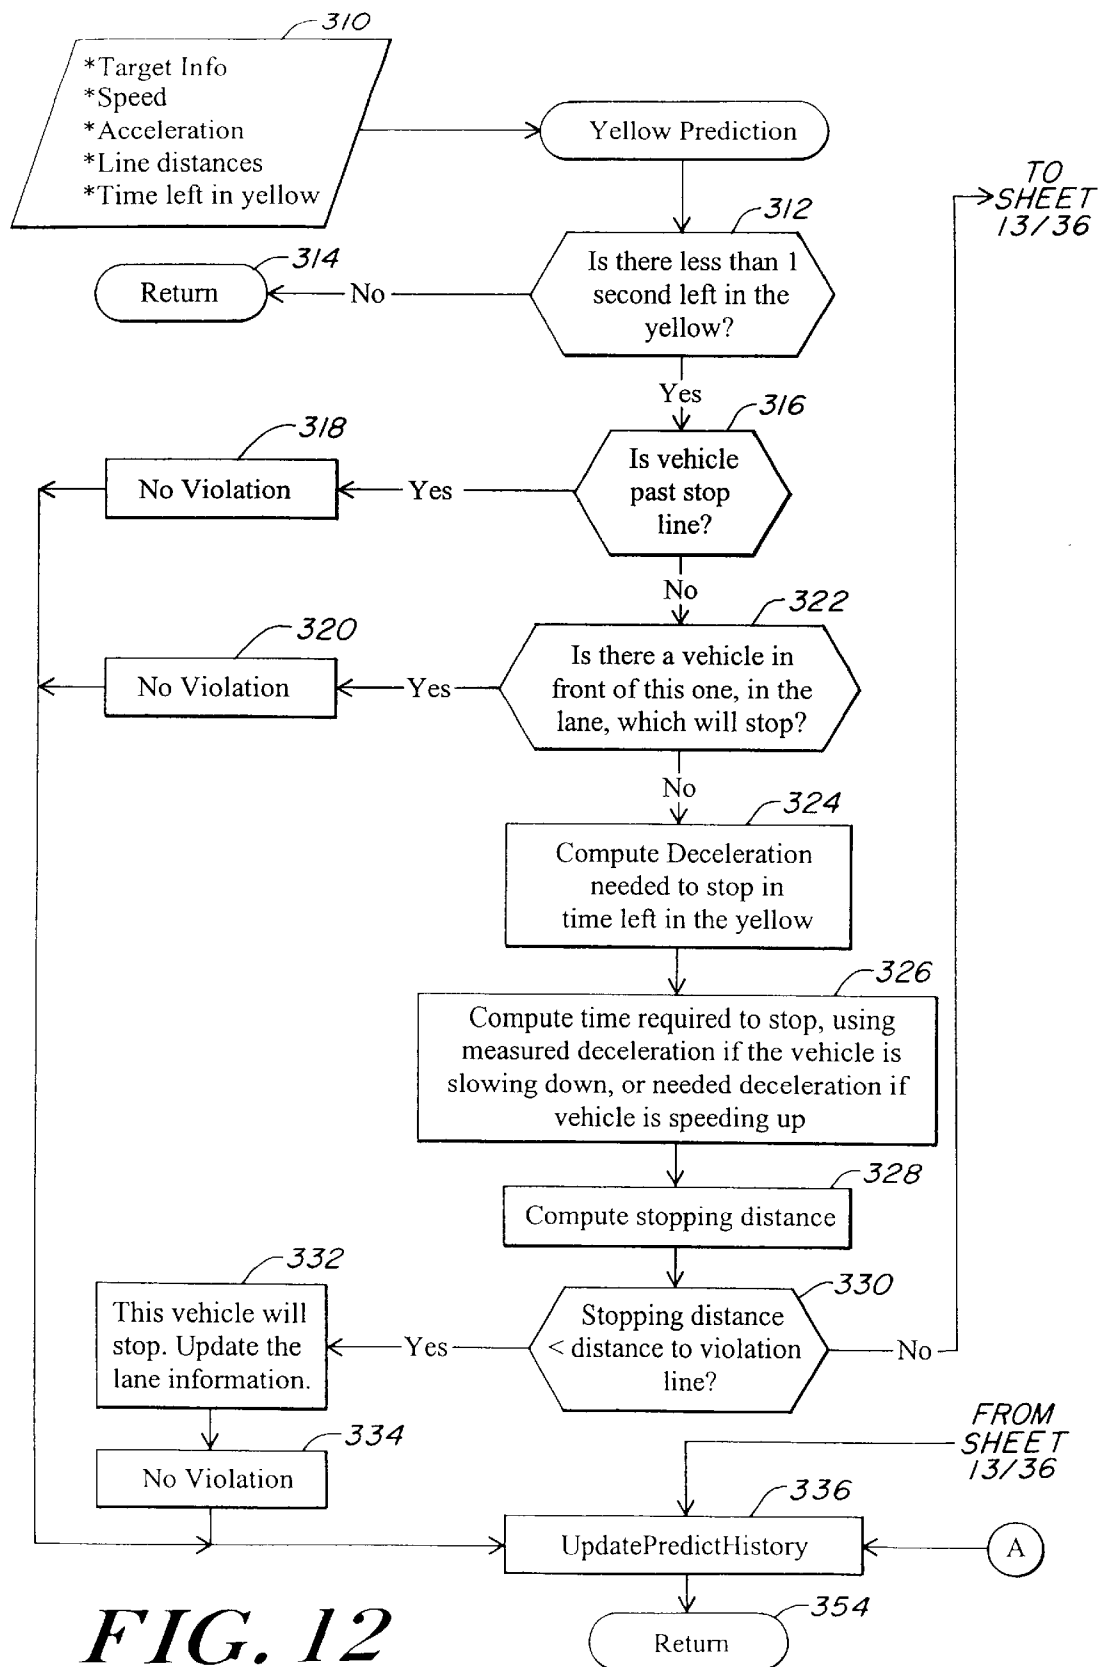 310
*Target Info
*Speed
*Acceleration
*Line distances
*Time left in yellow
Yellow Prediction
TO
SHEET
13/36
312
Is there less than 1
second left in the
yellow?
314
Return
No
Yes
316
Is vehicle
past stop
line?
318
No Violation
Yes
No
322
Is there a vehicle in
front of this one, in the
lane, which will stop?
320
No Violation
Yes
No
324
Compute Deceleration
needed to stop in
time left in the yellow
326
Compute time required to stop, using
measured deceleration if the vehicle is
slowing down, or needed deceleration if
vehicle is speeding up
328
Compute stopping distance
330
Stopping distance
< distance to violation
line?
No
Yes
332
This vehicle will
stop. Update the
lane information.
334
No Violation
FROM
SHEET
13/36
336
UpdatePredictHistory
A
354
Return
FIG. 12